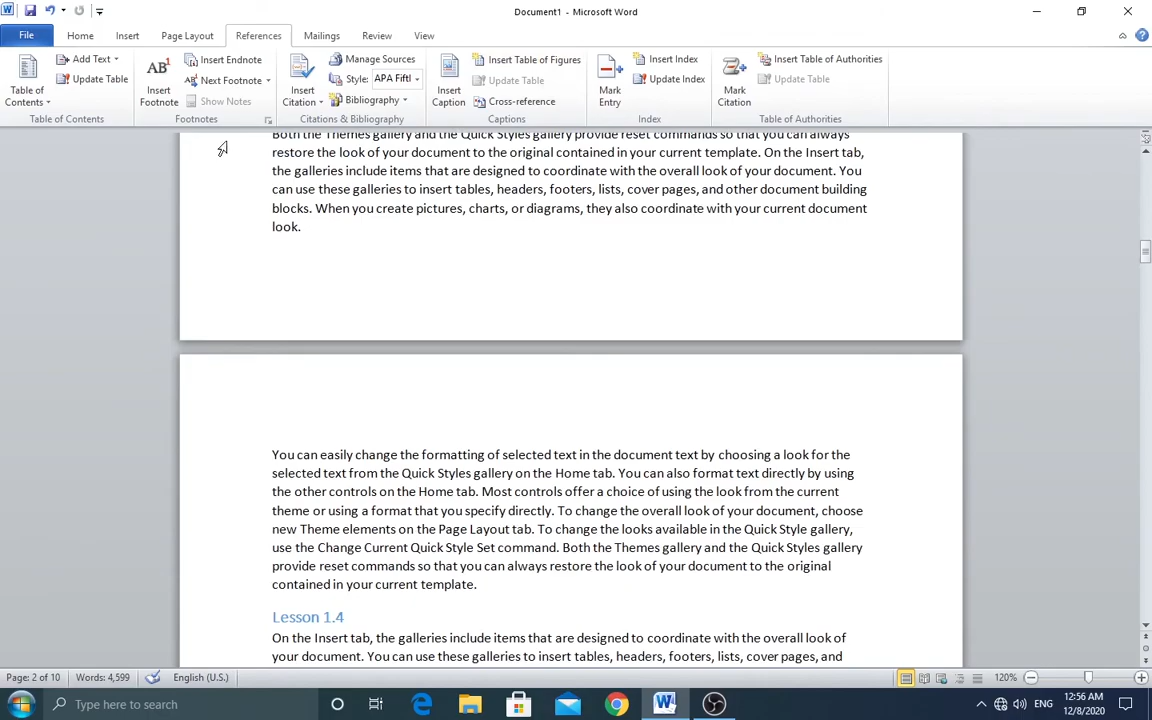 Document1 - Microsoft Word
File Home Insert Page Layout References Mailings Review View
Table of Contents
Add Text
Update Table
Table of Contents
AB1 Insert Footnote
Insert Endnote
Next Footnote
Show Notes
Footnotes
Insert Citation
Manage Sources
Style: APA Fift
Bibliography
Citations & Bibliography
Insert Caption
Insert Table of Figures
Update Table
Cross-reference
Captions
Mark Entry
Insert Index
Update Index
Index
Mark Citation
Insert Table of Authorities
Update Table
Table of Authorities
Both the Themes gallery and the Quick Styles gallery provide reset commands so that you can always
restore the look of your document to the original contained in your current template. On the Insert tab,
the galleries include items that are designed to coordinate with the overall look of your document. You
can use these galleries to insert tables, headers, footers, lists, cover pages, and other document building
blocks. When you create pictures, charts, or diagrams, they also coordinate with your current document
look.
You can easily change the formatting of selected text in the document text by choosing a look for the
selected text from the Quick Styles gallery on the Home tab. You can also format text directly by using
the other controls on the Home tab. Most controls offer a choice of using the look from the current
theme or using a format that you specify directly. To change the overall look of your document, choose
new Theme elements on the Page Layout tab. To change the looks available in the Quick Style gallery,
use the Change Current Quick Style Set command. Both the Themes gallery and the Quick Styles gallery
provide reset commands so that you can always restore the look of your document to the original
contained in your current template.
Lesson 1.4
On the Insert tab, the galleries include items that are designed to coordinate with the overall look of
your document. You can use these galleries to insert tables, headers, footers, lists, cover pages, and
Page: 2 of 10 Words: 4,599 English (U.S.) 120%
Type here to search
ENG
12:56 AM
12/8/2020